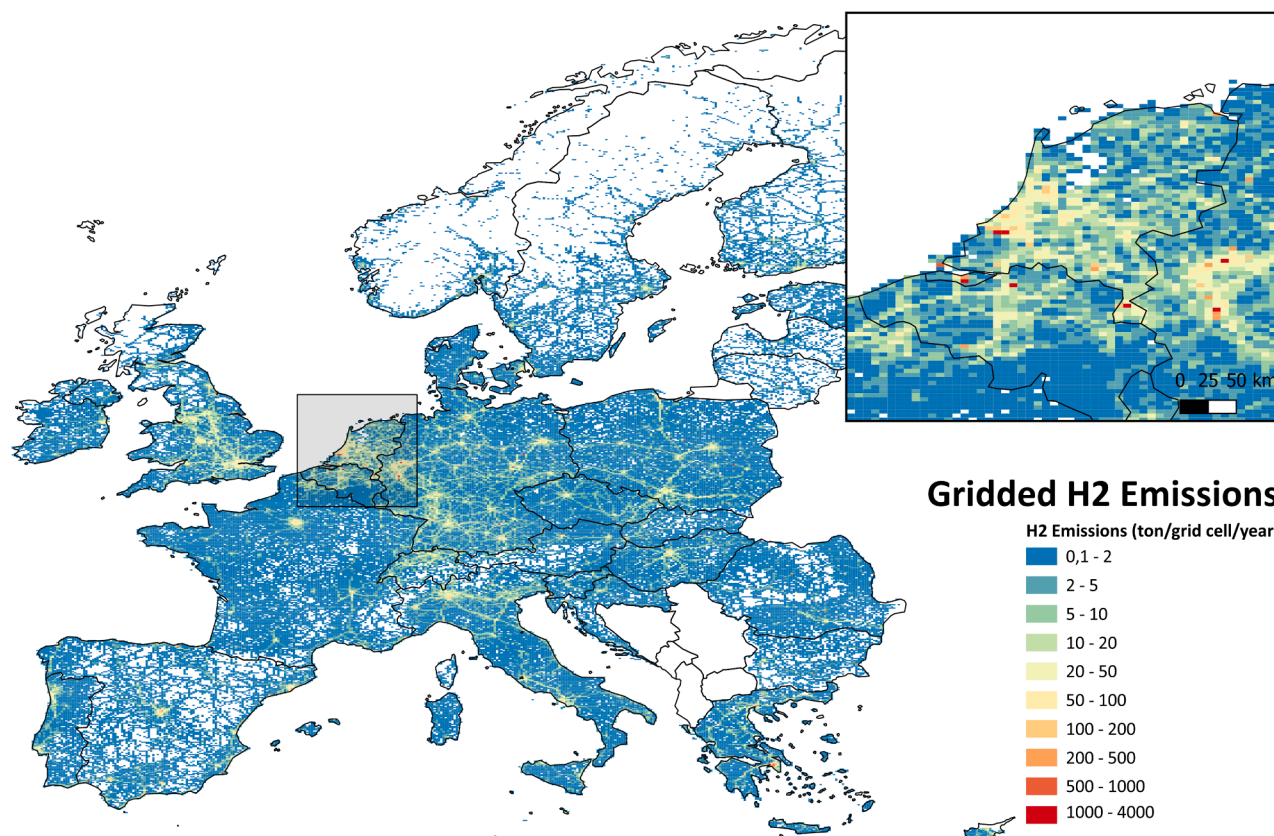 0 25 50 km
Gridded H2 Emissions
H2 Emissions (ton/grid cell/year
0,1 - 2
2 - 5
5 - 10
10 - 20
20 - 50
50 - 100
100 - 200
200 - 500
500 - 1000
1000 - 4000